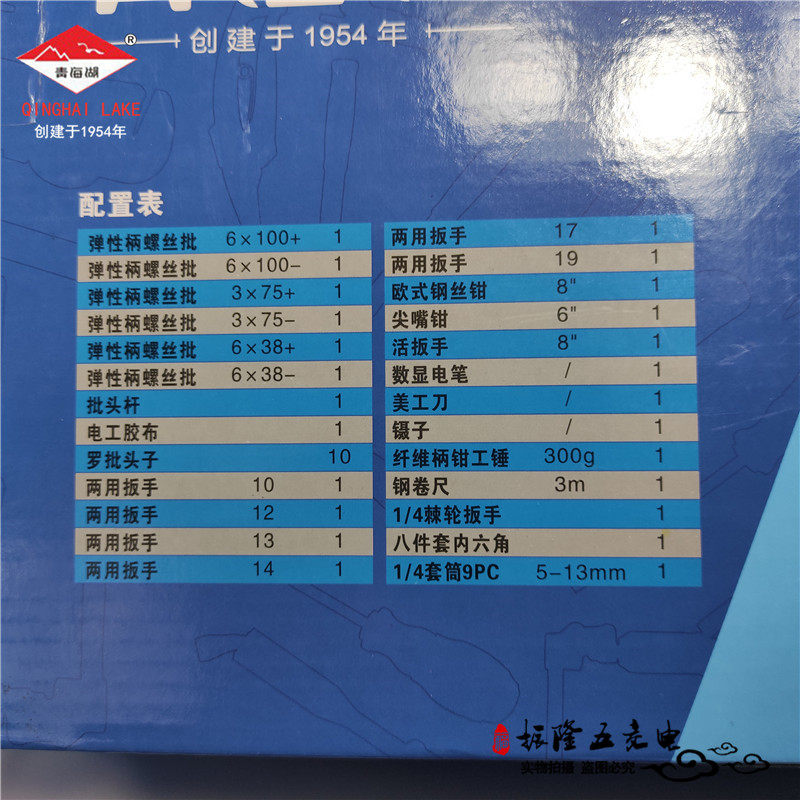 创建于 1954 年
青海湖
®
QINGHAI LAKE
创建于1954年
配置表
弹性柄螺丝批 6×100+ 1
弹性柄螺丝批 6×100- 1
弹性柄螺丝批 3×75+ 1
弹性柄螺丝批 3×75- 1
弹性柄螺丝批 6×38+ 1
弹性柄螺丝批 6×38- 1
批头杆 1
电工胶布 1
罗批头子 10
两用扳手 10 1
两用扳手 12 1
两用扳手 13 1
两用扳手 14 1
两用扳手 17 1
两用扳手 19 1
欧式钢丝钳 8" 1
尖嘴钳 6" 1
活扳手 8" 1
数显电笔 / 1
美工刀 / 1
镊子 / 1
纤维柄钳工锤 300g 1
钢卷尺 3m 1
1/4棘轮扳手 1
八件套内六角 1
1/4套筒9PC 5-13mm 1
振隆五竞电
实物拍摄 盗图必究